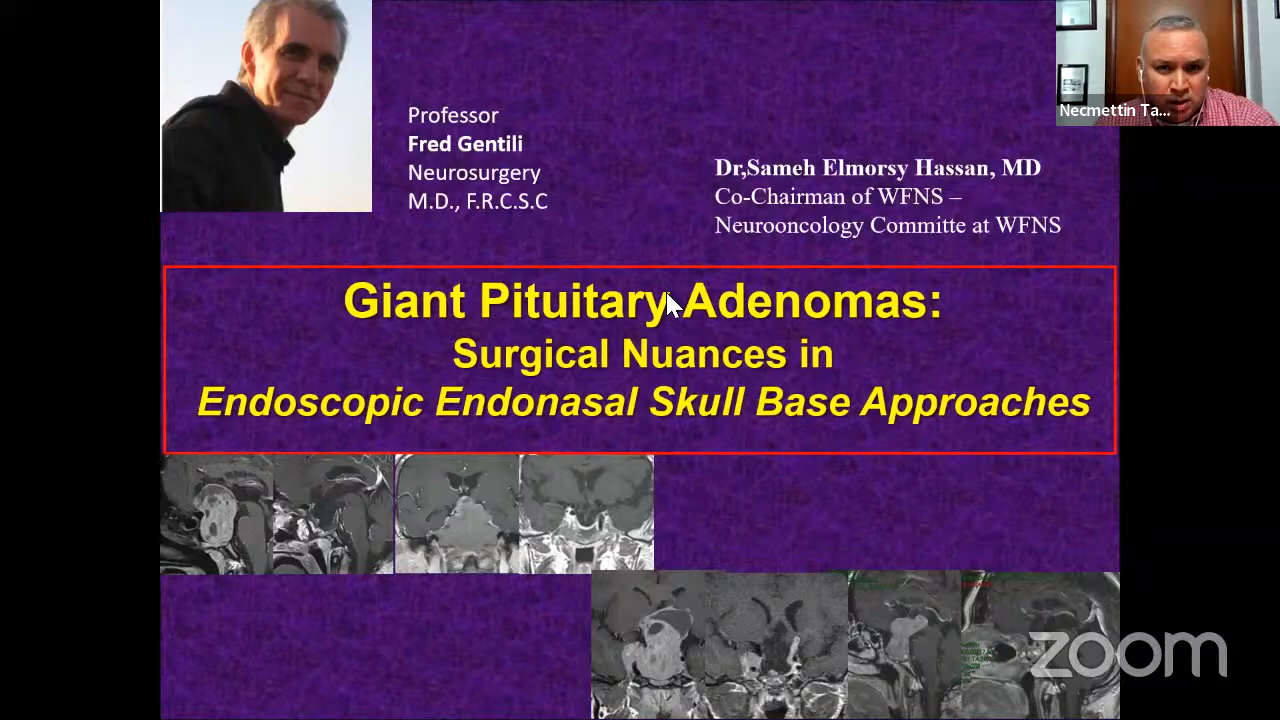 Professor
Fred Gentili
Neurosurgery
M.D., F.R.C.S.C
Dr,Sameh Elmorsy Hassan, MD
Co-Chairman of WFNS –
Neurooncology Committe at WFNS
Necmettin Ta...
Giant Pituitary Adenomas:
Surgical Nuances in
Endoscopic Endonasal Skull Base Approaches
zoom